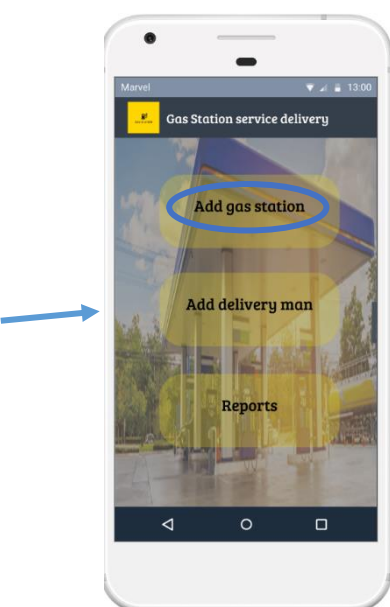 Marvel 13:00
Gas Station service delivery
Add gas station
Add delivery man
Reports